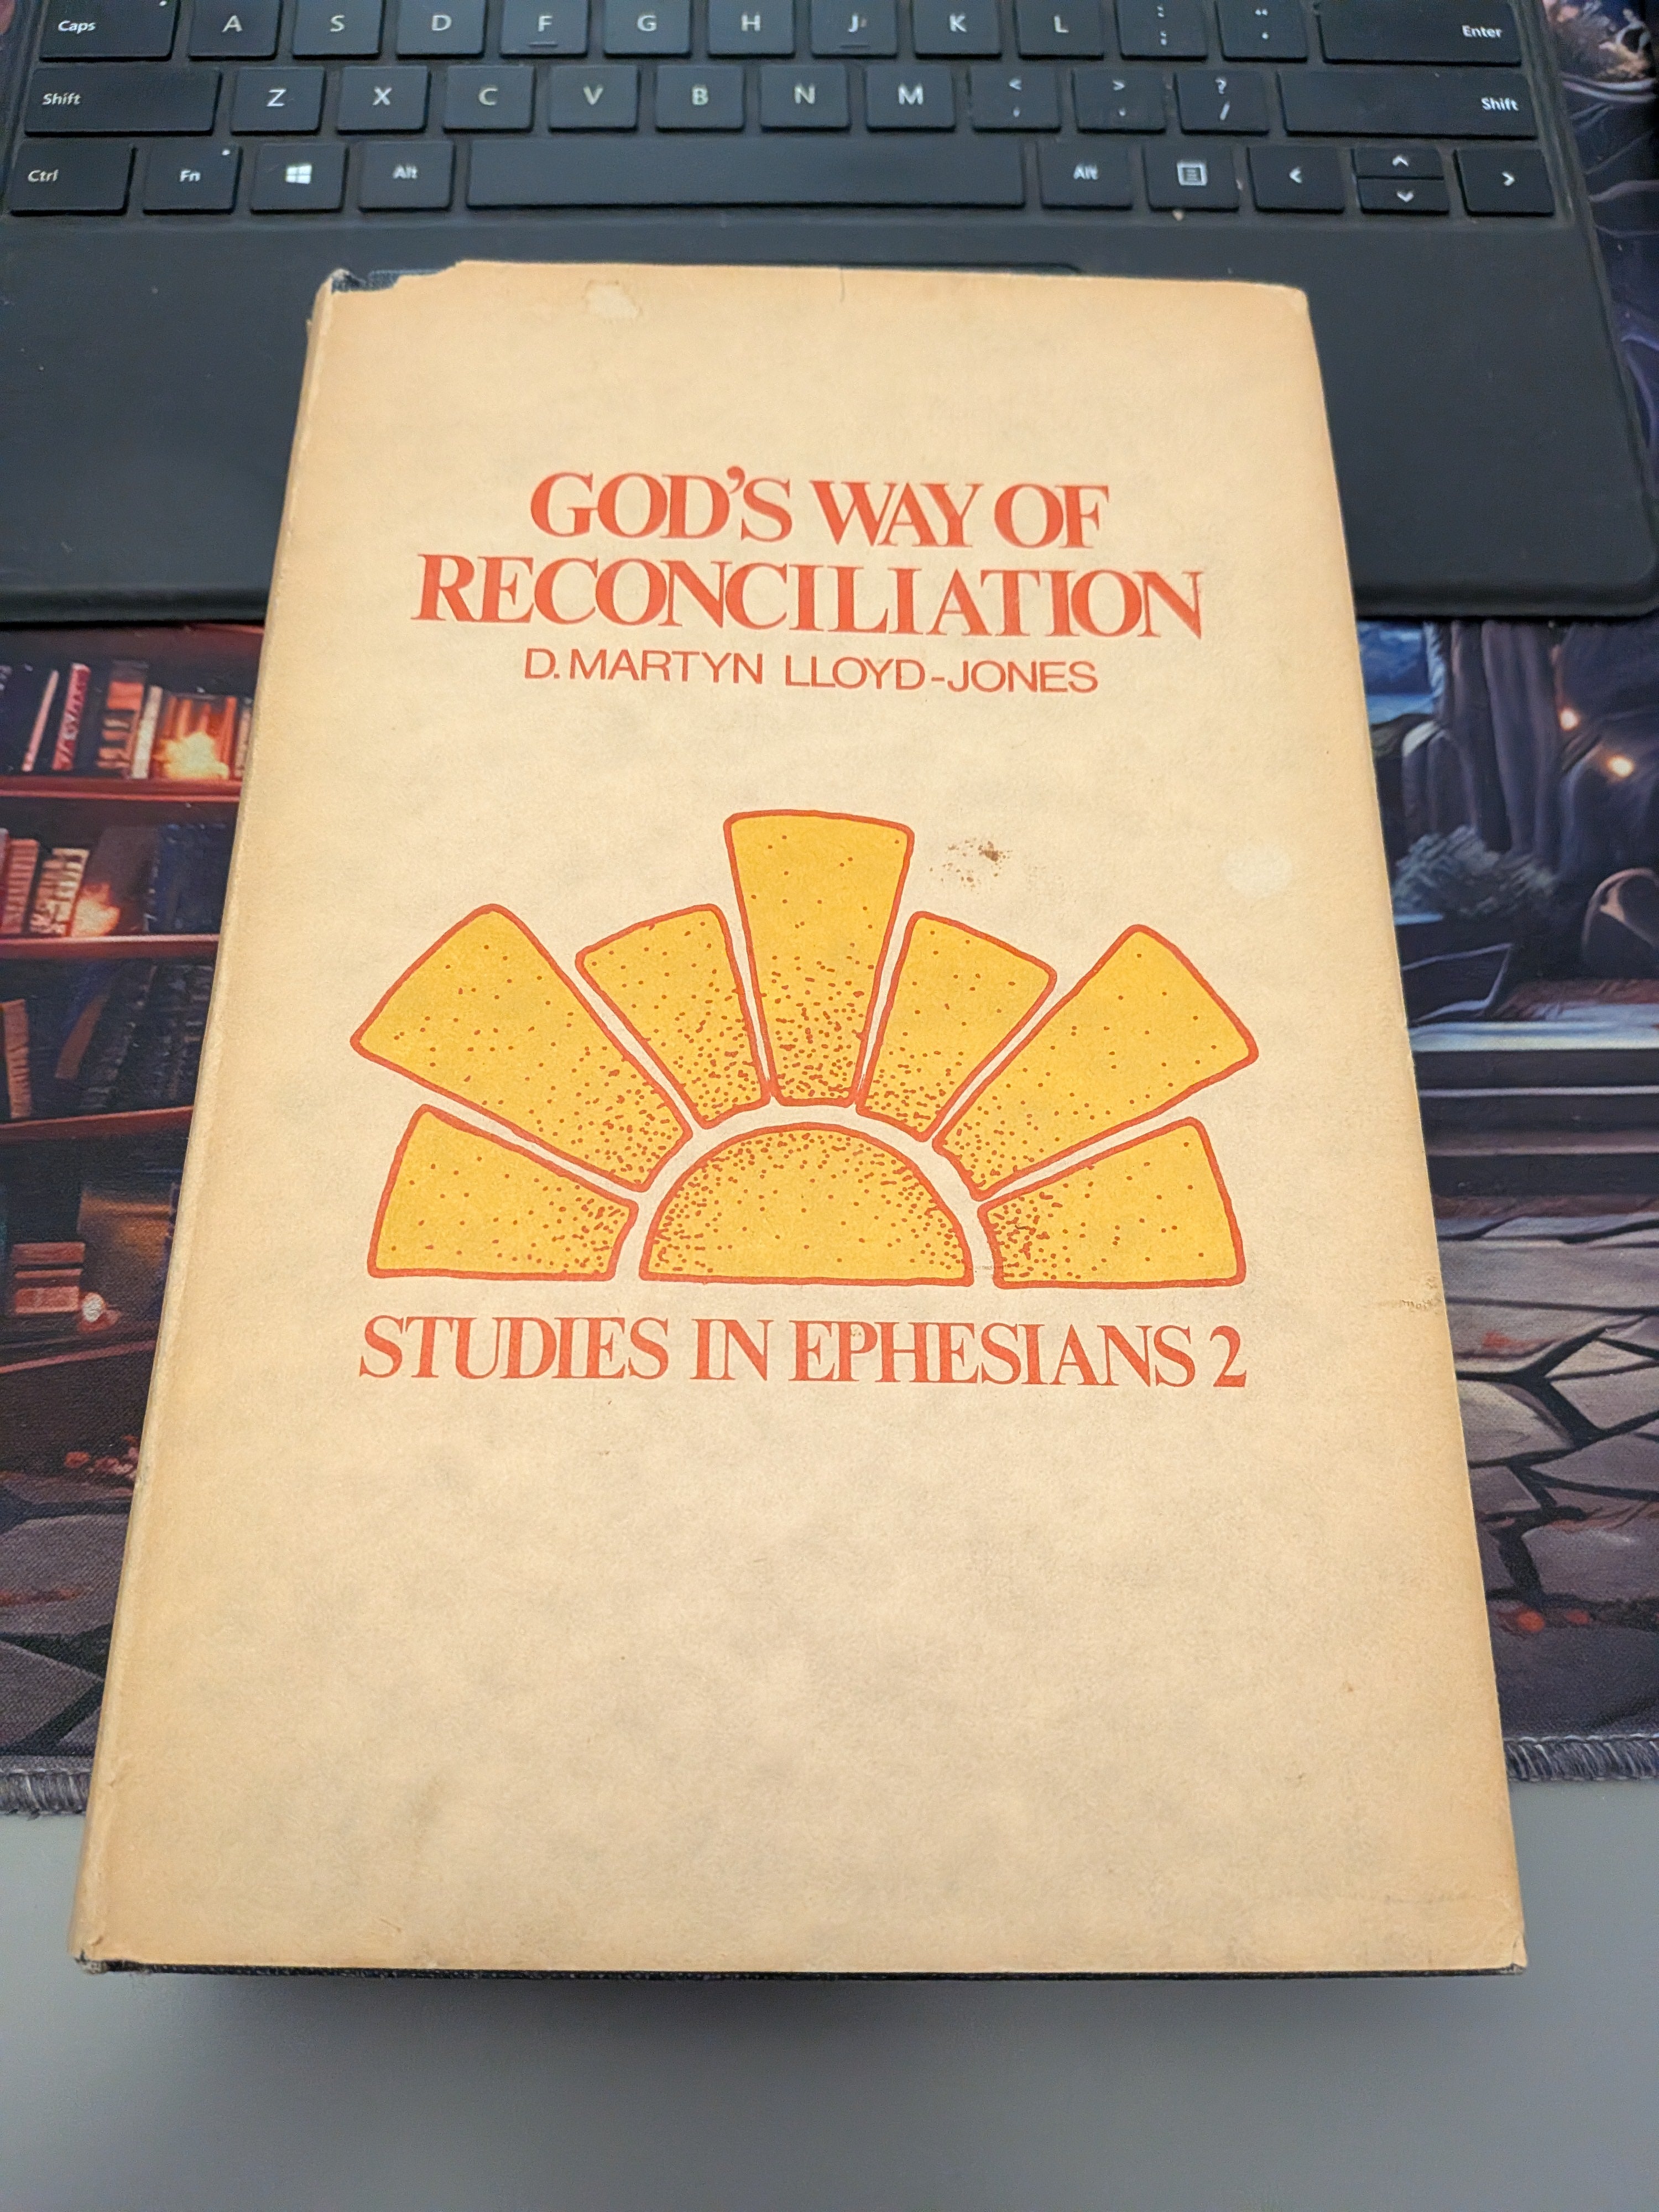 Caps A S D F G H J K L : ; " ' Enter
Shift Z X C V B N M < , > . ? / Shift
Ctrl Fn Alt Alt
GOD'S WAY OF
RECONCILIATION
D. MARTYN LLOYD-JONES
STUDIES IN EPHESIANS 2